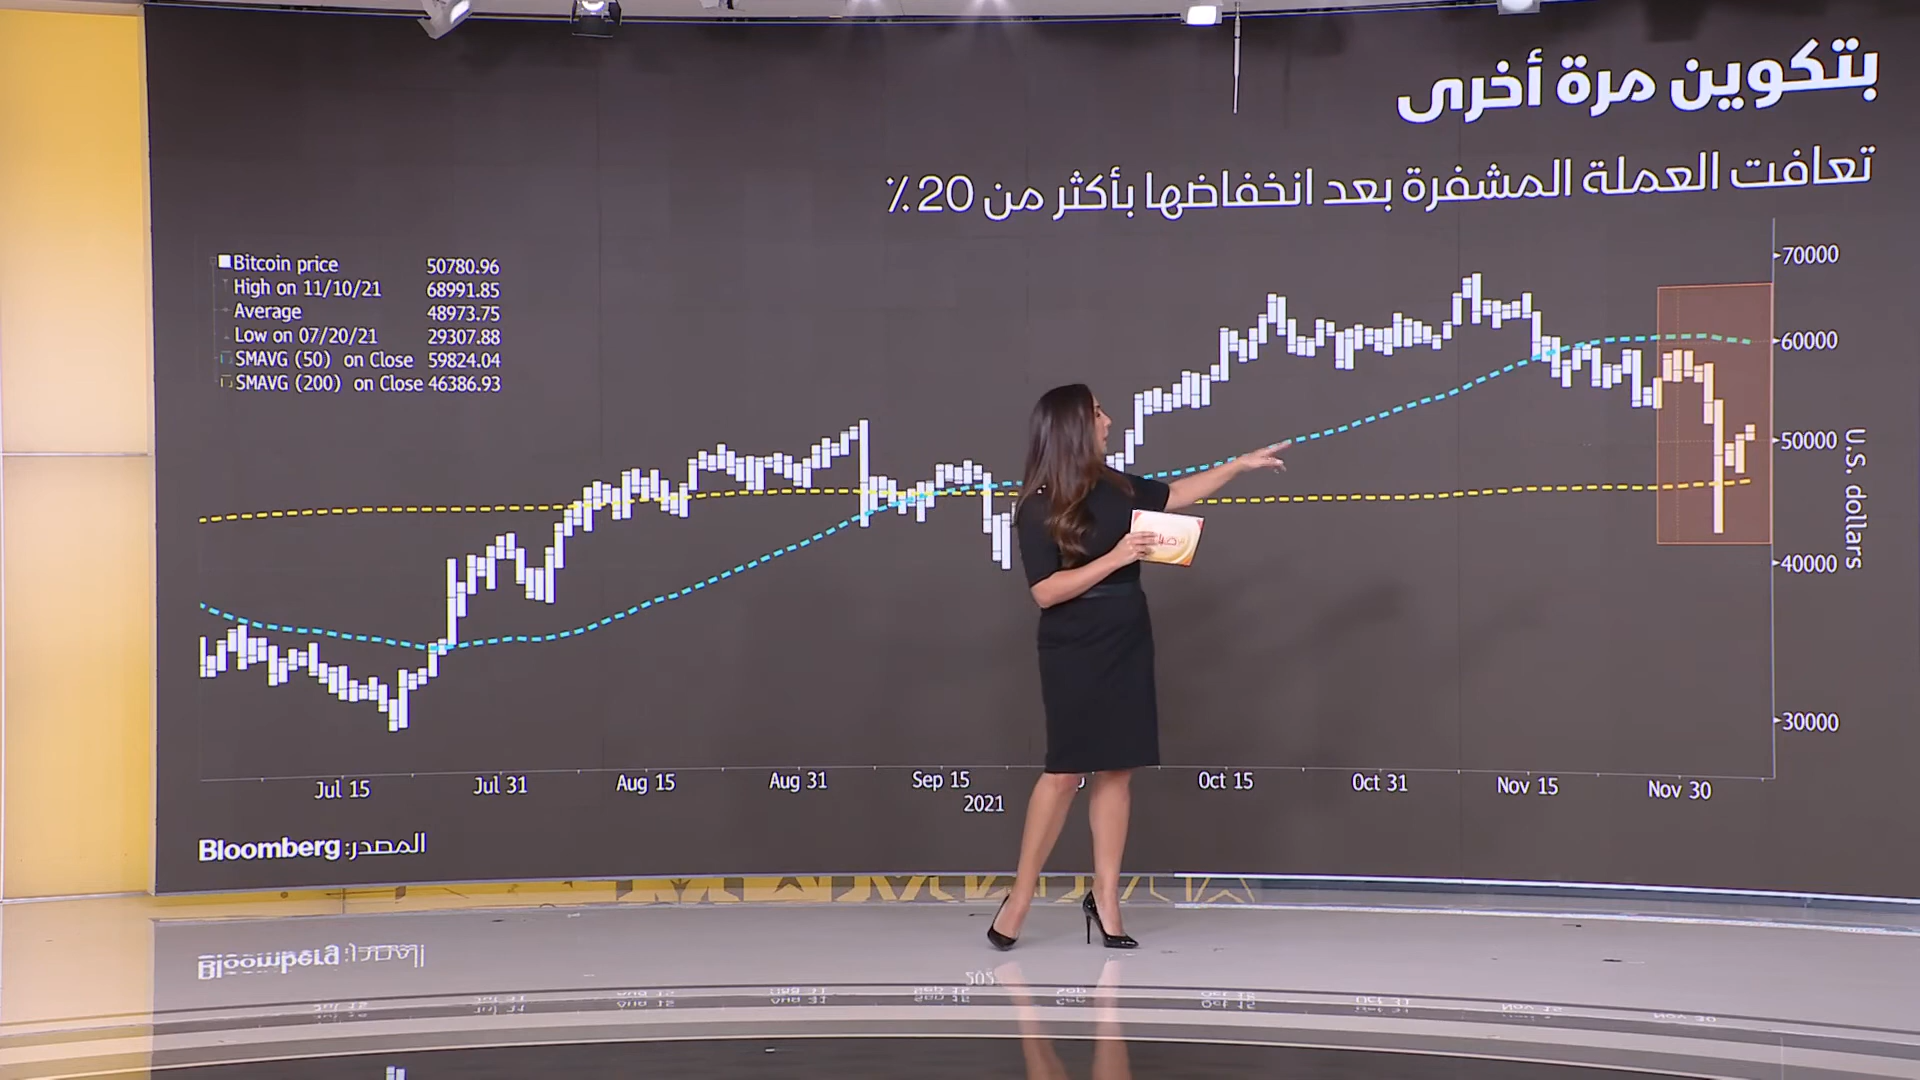 بتكوين مرة أخرى
تعافت العملة المشفرة بعد انخفاضها بأكثر من 20٪
Bitcoin price 50780.96
High on 11/10/21 68991.85
Average 48973.75
Low on 07/20/21 29307.88
SMAVG (50) on Close 59824.04
SMAVG (200) on Close 46386.93
70000
60000
50000
40000
30000
U.S. dollars
Jul 15 Jul 31 Aug 15 Aug 31 Sep 15 Oct 15 Oct 31 Nov 15 Nov 30
2021
المصدر: Bloomberg